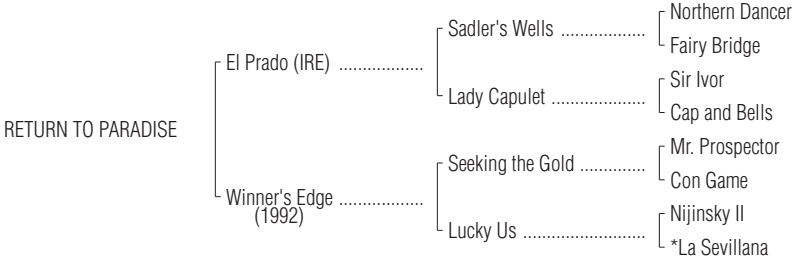 Northern Dancer
Sadler's Wells ..................
Fairy Bridge
El Prado (IRE) ..................
Sir Ivor
Lady Capulet ....................
Cap and Bells
RETURN TO PARADISE
Mr. Prospector
Seeking the Gold ..............
Con Game
Winner's Edge ..................
(1992)
Nijinsky II
Lucky Us ..........................
*La Sevillana